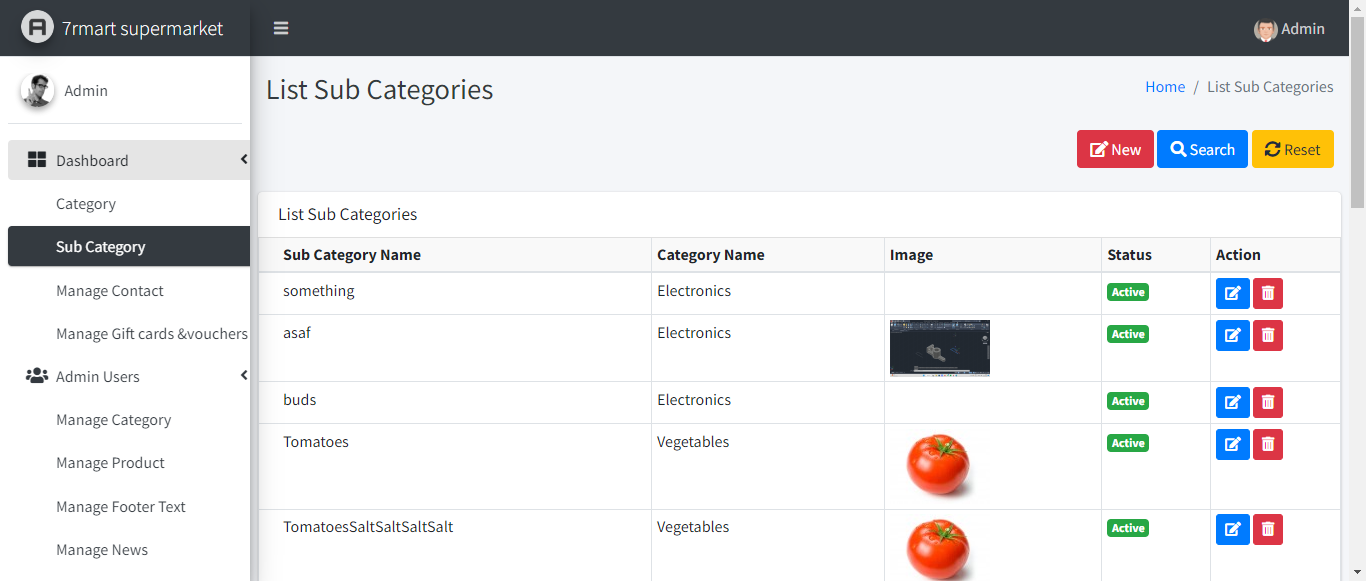 7rmart supermarket
Admin
Admin
List Sub Categories
Home / List Sub Categories
Dashboard
Category
Sub Category
Manage Contact
Manage Gift cards &vouchers
Admin Users
Manage Category
Manage Product
Manage Footer Text
Manage News
New Search Reset
List Sub Categories
Sub Category Name Category Name Image Status Action
something Electronics Active
asaf Electronics Active
buds Electronics Active
Tomatoes Vegetables Active
TomatoesSaltSaltSaltSalt Vegetables Active